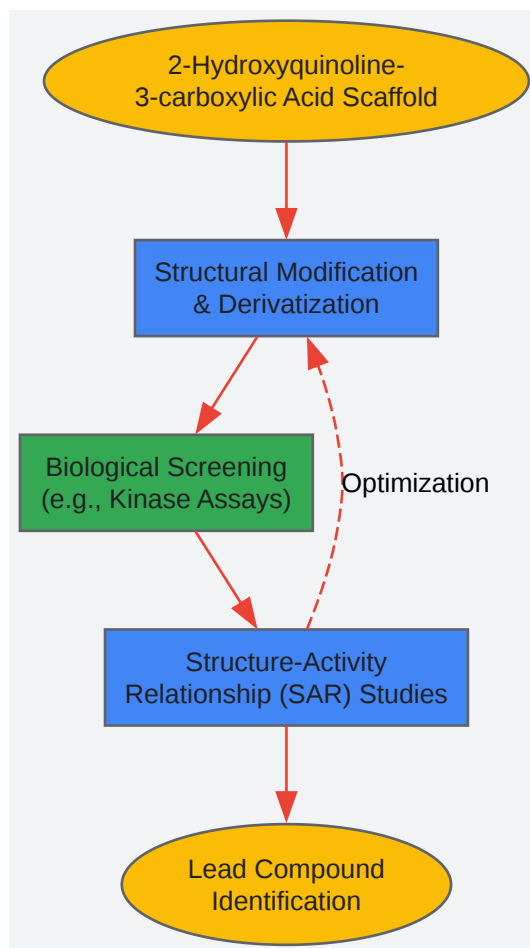 2-Hydroxyquinoline-
3-carboxylic Acid Scaffold
Structural Modification
& Derivatization
Biological Screening
(e.g., Kinase Assays)
Optimization
Structure-Activity
Relationship (SAR) Studies
Lead Compound
Identification